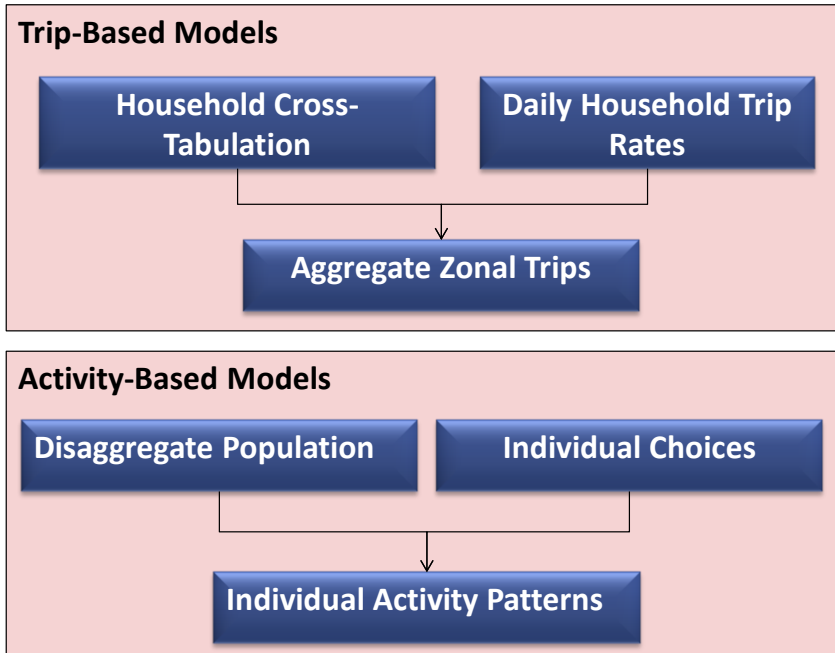 Trip-Based Models
Household Cross-
Tabulation
Daily Household Trip
Rates
Aggregate Zonal Trips
Activity-Based Models
Disaggregate Population
Individual Choices
Individual Activity Patterns